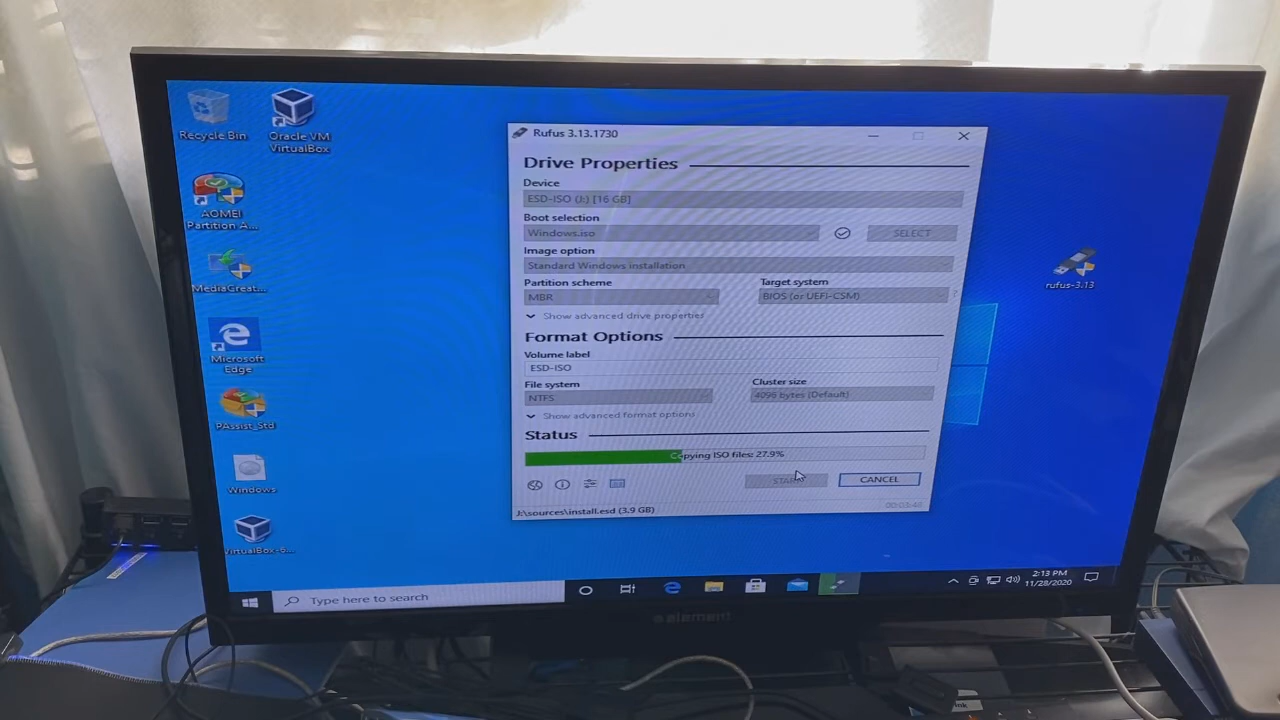 Recycle Bin
Oracle VM
VirtualBox
AOMEI
Partition A...
MediaCreat...
Microsoft
Edge
PAssist_Std
Windows
VirtualBox-6...
Rufus 3.13.1730
Drive Properties
Device
ESD-ISO (J:) [16 GB]
Boot selection
Windows.iso
SELECT
Image option
Standard Windows installation
Partition scheme
Target system
MBR
BIOS (or UEFI-CSM)
Show advanced drive properties
Format Options
Volume label
ESD-ISO
File system
Cluster size
NTFS
4096 bytes (Default)
Show advanced format options
Status
Copying ISO files: 27.9%
START
CANCEL
J:\sources\install.esd (3.9 GB)
rufus-3.13
Type here to search
2:13 PM
11/28/2020
element